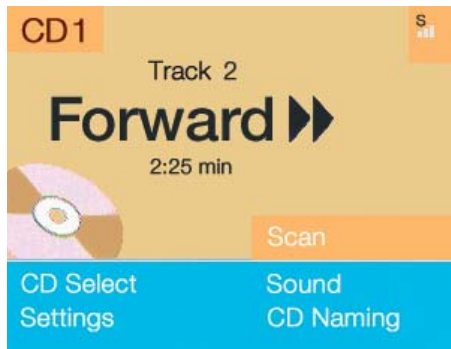 CD1
S
Track 2
Forward
2:25 min
Scan
CD Select
Sound
Settings
CD Naming